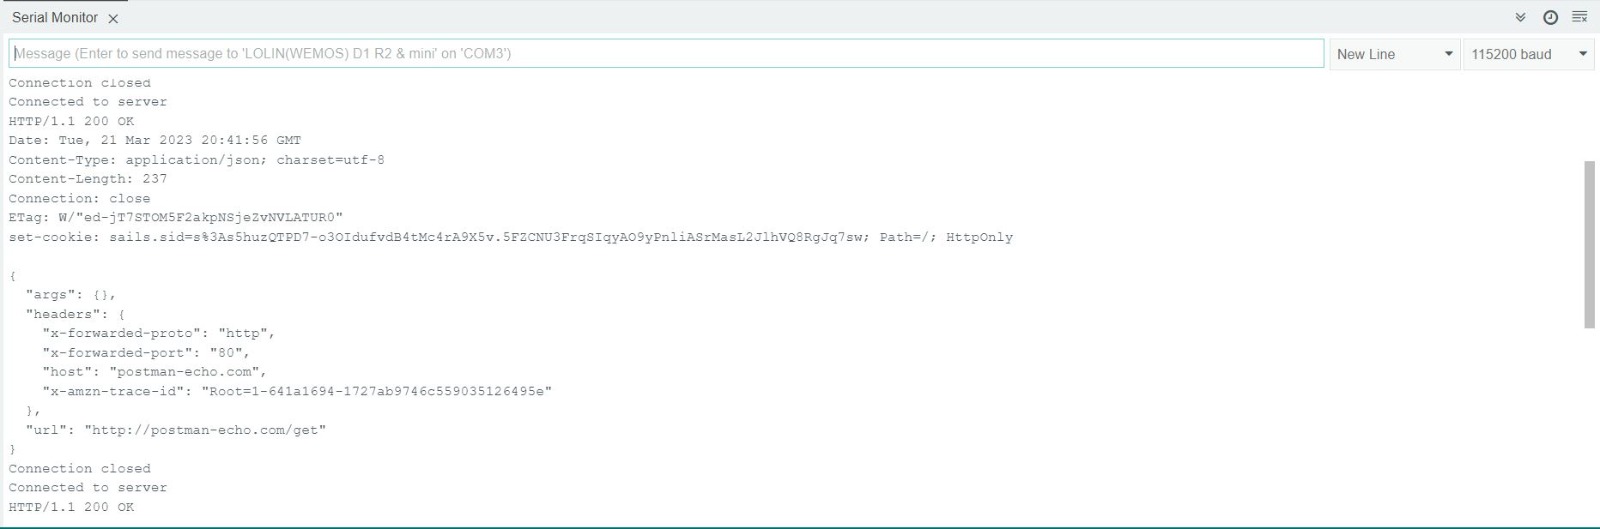 Serial Monitor
Message (Enter to send message to 'LOLIN(WEMOS) D1 R2 & mini' on 'COM3')
New Line
115200 baud
Connection closed
Connected to server
HTTP/1.1 200 OK
Date: Tue, 21 Mar 2023 20:41:56 GMT
Content-Type: application/json; charset=utf-8
Content-Length: 237
Connection: close
ETag: W/"ed-jT7STOM5F2akpNSjeZvNVLATUR0"
set-cookie: sails.sid=s%3As5huzQTPD7-o3OIdufvdB4tMc4rA9X5v.5FZCNU3FrqSIqyAO9yPnliASrMasL2JlhVQ8RgJq7sw; Path=/; HttpOnly
{
"args": {},
"headers": {
"x-forwarded-proto": "http",
"x-forwarded-port": "80",
"host": "postman-echo.com",
"x-amzn-trace-id": "Root=1-641a1694-1727ab9746c559035126495e"
},
"url": "http://postman-echo.com/get"
}
Connection closed
Connected to server
HTTP/1.1 200 OK